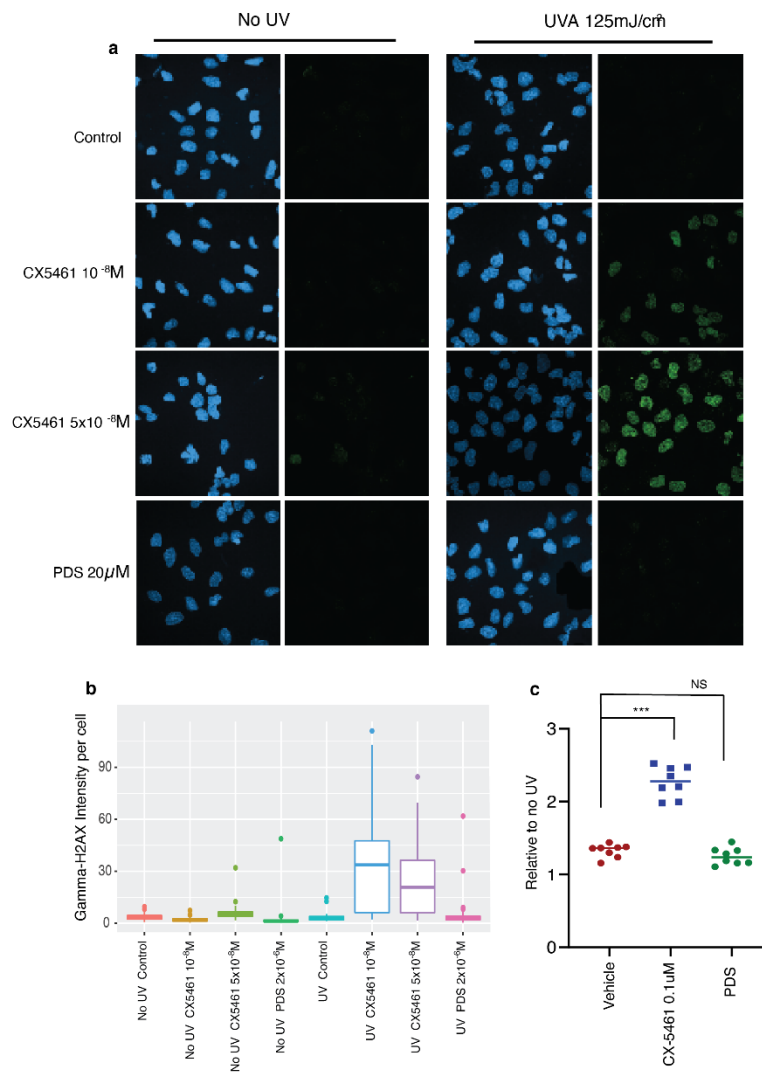 No UV
UVA 125mJ/cm²
a
Control
CX5461 10 -⁸M
CX5461 5x10 -⁸M
PDS 20µM
b
Gamma-H2AX Intensity per cell
90
60
30
0
No UV Control
No UV CX5461 10⁻⁸M
No UV CX5461 5x10⁻⁸M
No UV PDS 2x10⁻⁶M
UV Control
UV CX5461 10⁻⁸M
UV CX5461 5x10⁻⁸M
UV PDS 2x10⁻⁶M
c
NS
***
Relative to no UV
3
2
1
0
Vehicle
CX-5461 0.1uM
PDS